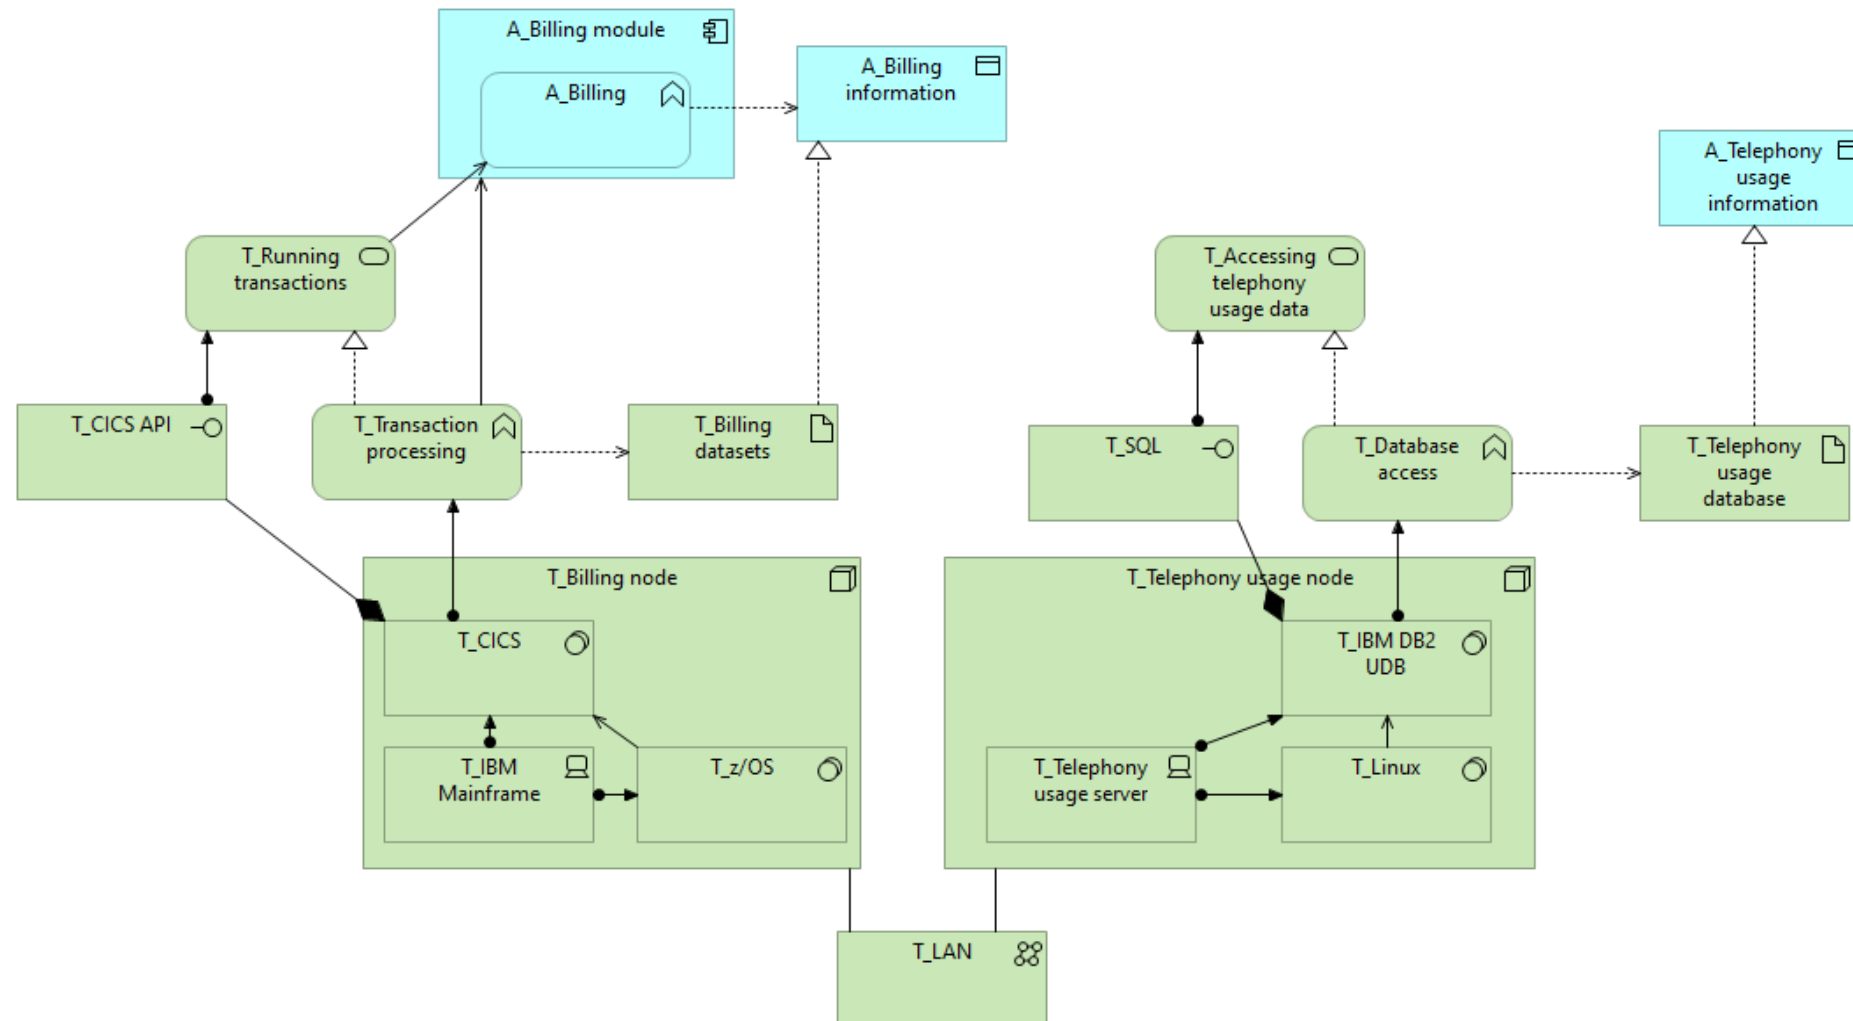 A_Billing module
A_Billing
A_Billing
information
A_Telephony
usage
information
T_Running
transactions
T_Accessing
telephony
usage data
T_CICS API
T_Transaction
processing
T_Billing
datasets
T_SQL
T_Database
access
T_Telephony
usage
database
T_Billing node
T_Telephony usage node
T_CICS
T_IBM DB2
UDB
T_IBM
Mainframe
T_z/OS
T_Telephony
usage server
T_Linux
T_LAN